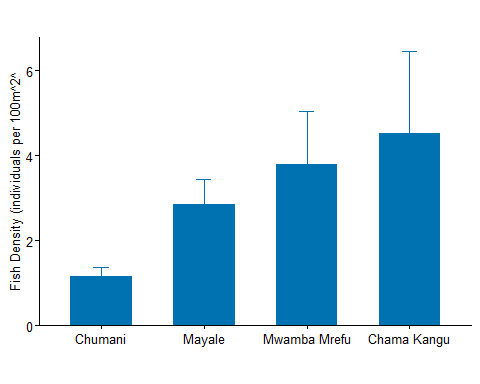 Fish Density (individuals per 100m^2^
6
4
2
0
Chumani Mayale Mwamba Mrefu Chama Kangu